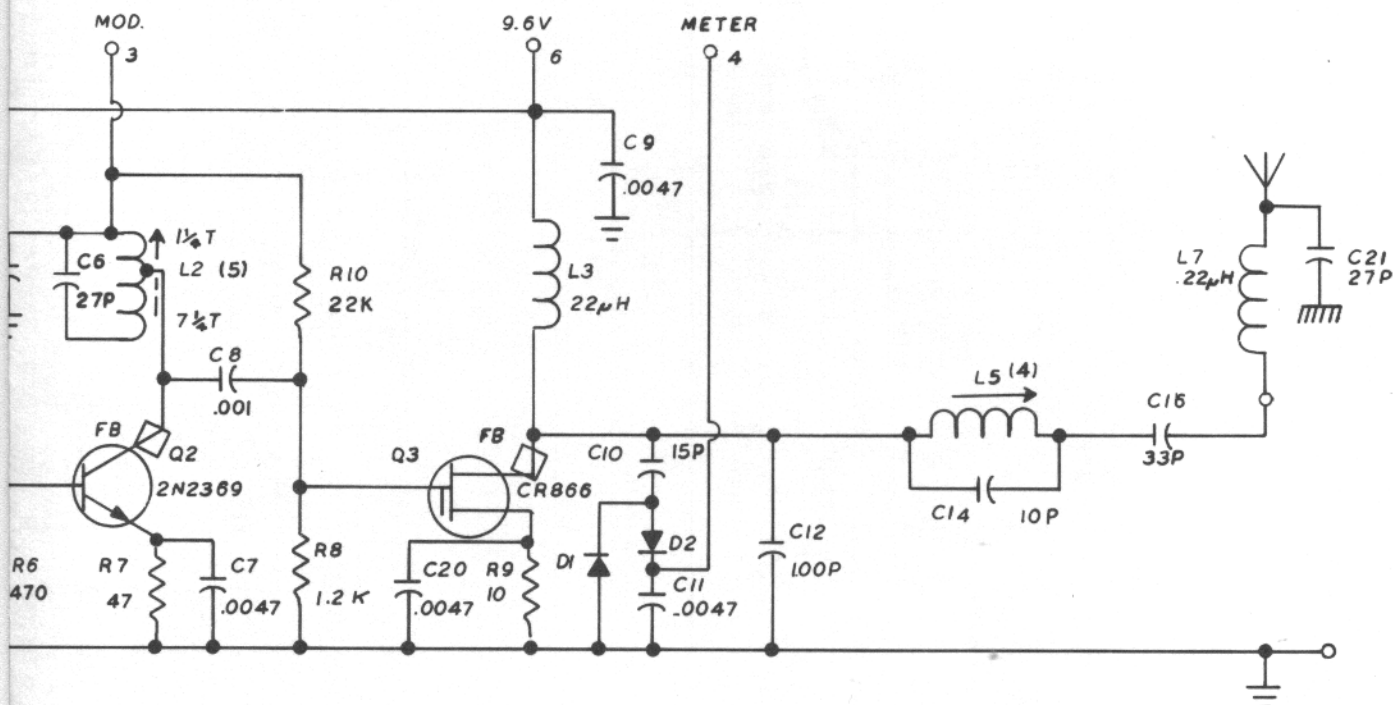 MOD.
3
9.6V
6
METER
4
C9
.0047
C6
27P
1¼T
L2 (5)
7¼T
R10
22K
L3
22µH
L7
.22µH
C21
27P
C8
.001
L5 (4)
FB
Q2
2N2369
Q3
FB
CR866
C10
15P
C16
33P
C14
10P
R6
470
R7
47
C7
.0047
R8
1.2K
C20
.0047
R9
10
D1
D2
C11
.0047
C12
100P